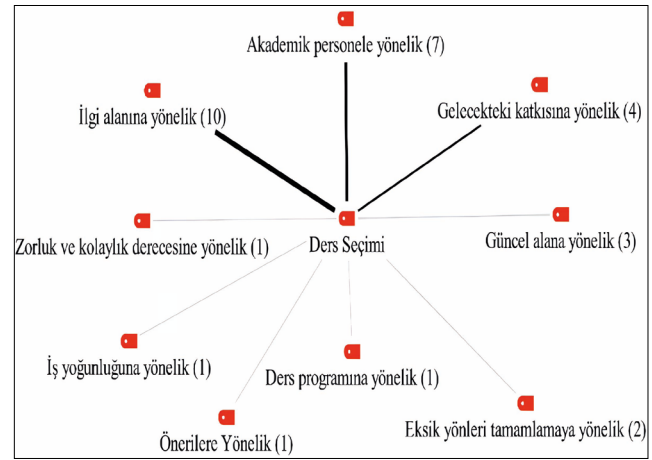 Akademik personele yönelik (7)
İlgi alanına yönelik (10)
Gelecekteki katkısına yönelik (4)
Zorluk ve kolaylık derecesine yönelik (1)
Ders Seçimi
Güncel alana yönelik (3)
İş yoğunluğuna yönelik (1)
Ders programına yönelik (1)
Önerilere Yönelik (1)
Eksik yönleri tamamlamaya yönelik (2)